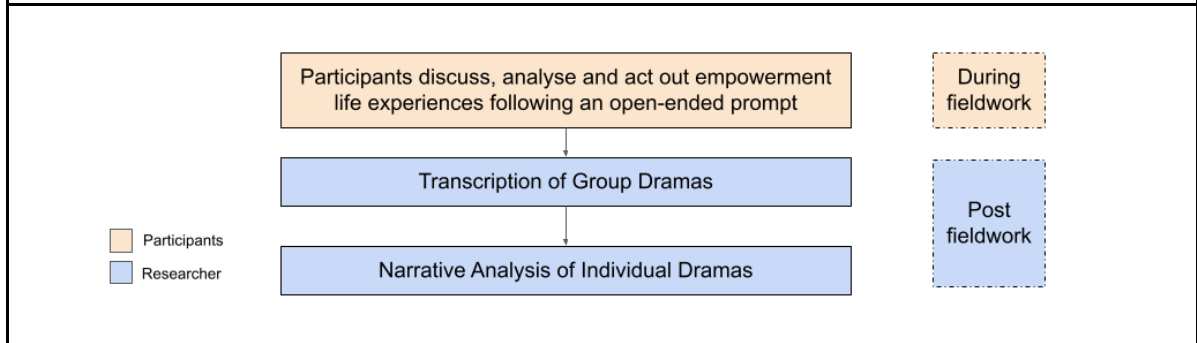 Participants discuss, analyse and act out empowerment
life experiences following an open-ended prompt
During
fieldwork
Transcription of Group Dramas
Post
fieldwork
Participants
Researcher
Narrative Analysis of Individual Dramas